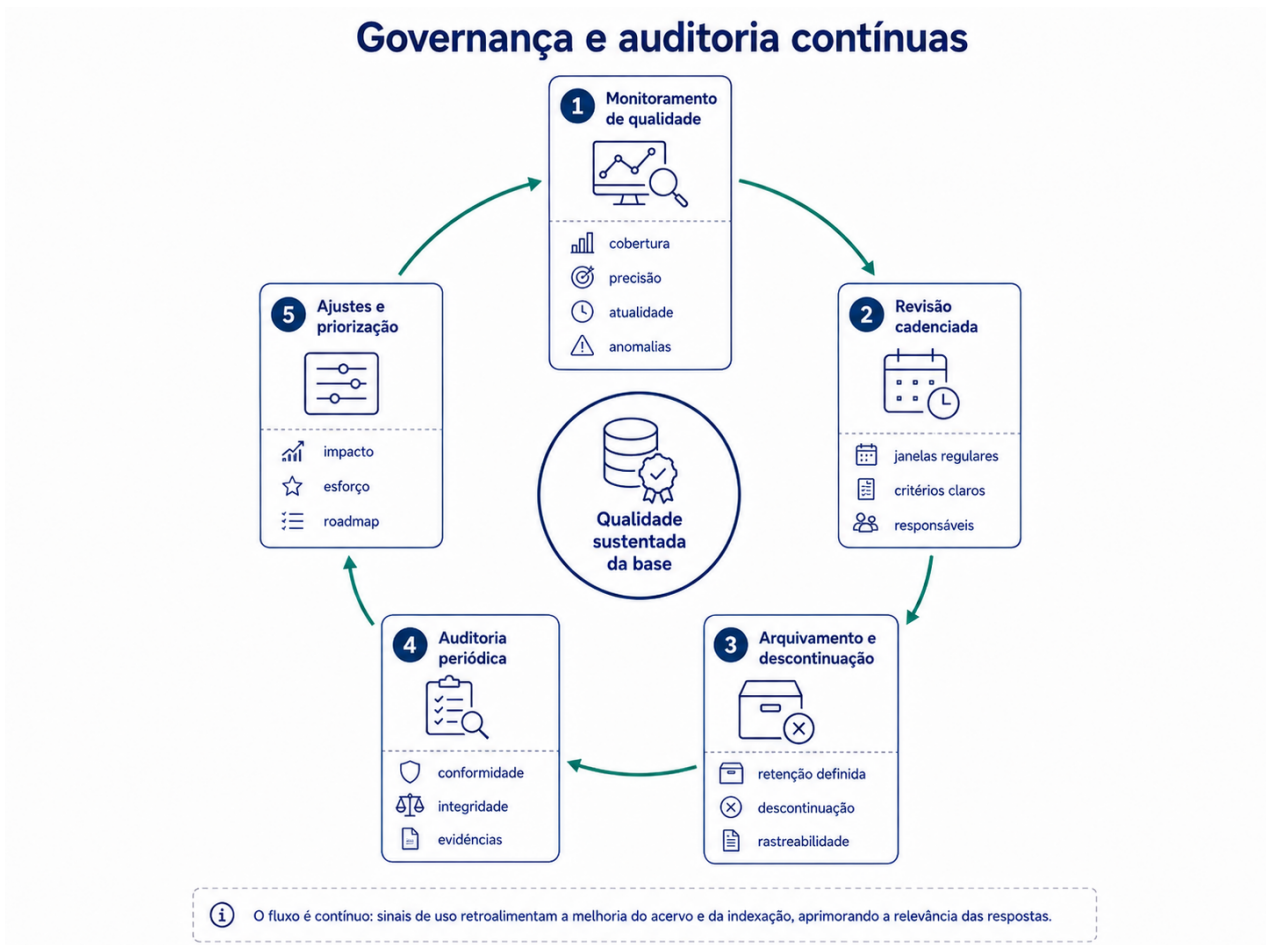 Governança e auditoria contínuas
1
Monitoramento
de qualidade
cobertura
precisão
atualidade
anomalias
2
Revisão
cadenciada
janelas regulares
critérios claros
responsáveis
3
Arquivamento e
descontinuação
retenção definida
descontinuação
rastreabilidade
4
Auditoria
periódica
conformidade
integridade
evidências
5
Ajustes e
priorização
impacto
esforço
roadmap
Qualidade
sustentada
da base
O fluxo é contínuo: sinais de uso retroalimentam a melhoria do acervo e da indexação, aprimorando a relevância das respostas.